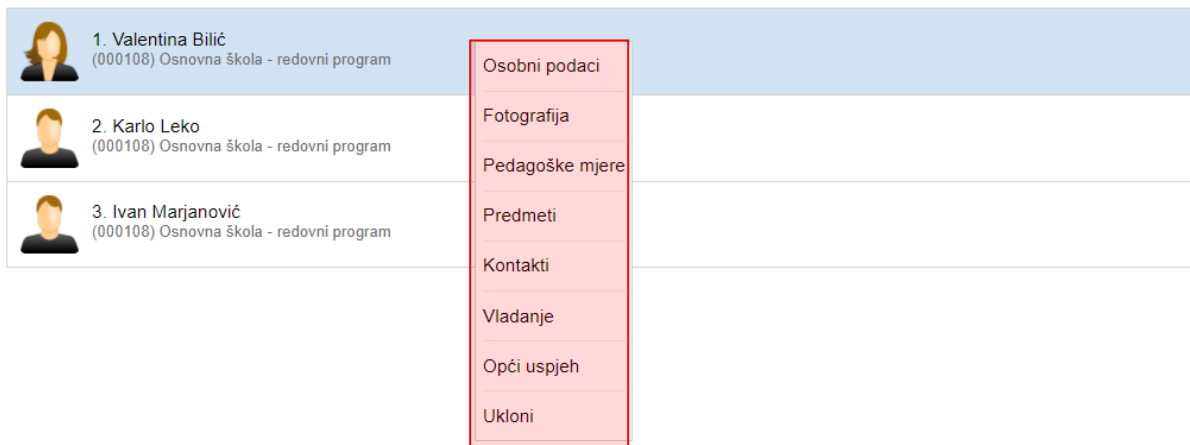 1. Valentina Bilić
(000108) Osnovna škola - redovni program
2. Karlo Leko
(000108) Osnovna škola - redovni program
3. Ivan Marjanović
(000108) Osnovna škola - redovni program
Osobni podaci
Fotografija
Pedagoške mjere
Predmeti
Kontakti
Vladanje
Opći uspjeh
Ukloni